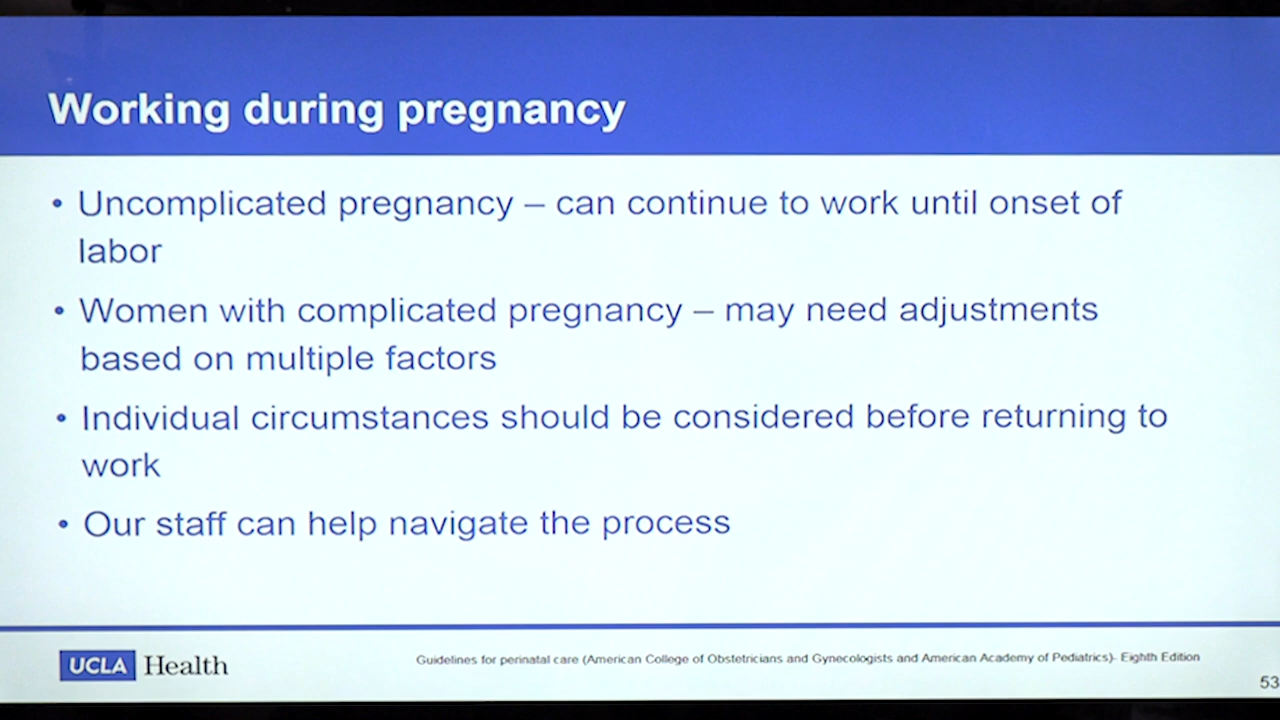 Working during pregnancy
• Uncomplicated pregnancy – can continue to work until onset of
labor
• Women with complicated pregnancy – may need adjustments
based on multiple factors
• Individual circumstances should be considered before returning to
work
• Our staff can help navigate the process
UCLA Health
Guidelines for perinatal care (American College of Obstetricians and Gynecologists and American Academy of Pediatrics)- Eighth Edition
53